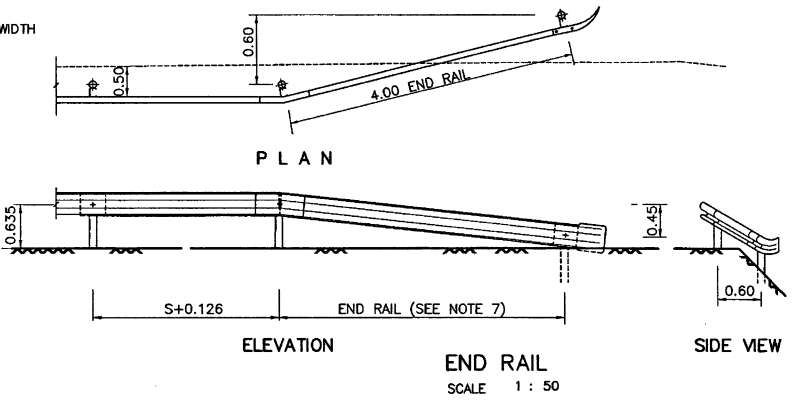 WIDTH
0.60
0.50
4.00 END RAIL
PLAN
0.635
0.45
S+0.126
END RAIL (SEE NOTE 7)
0.60
ELEVATION
SIDE VIEW
END RAIL
SCALE 1 : 50